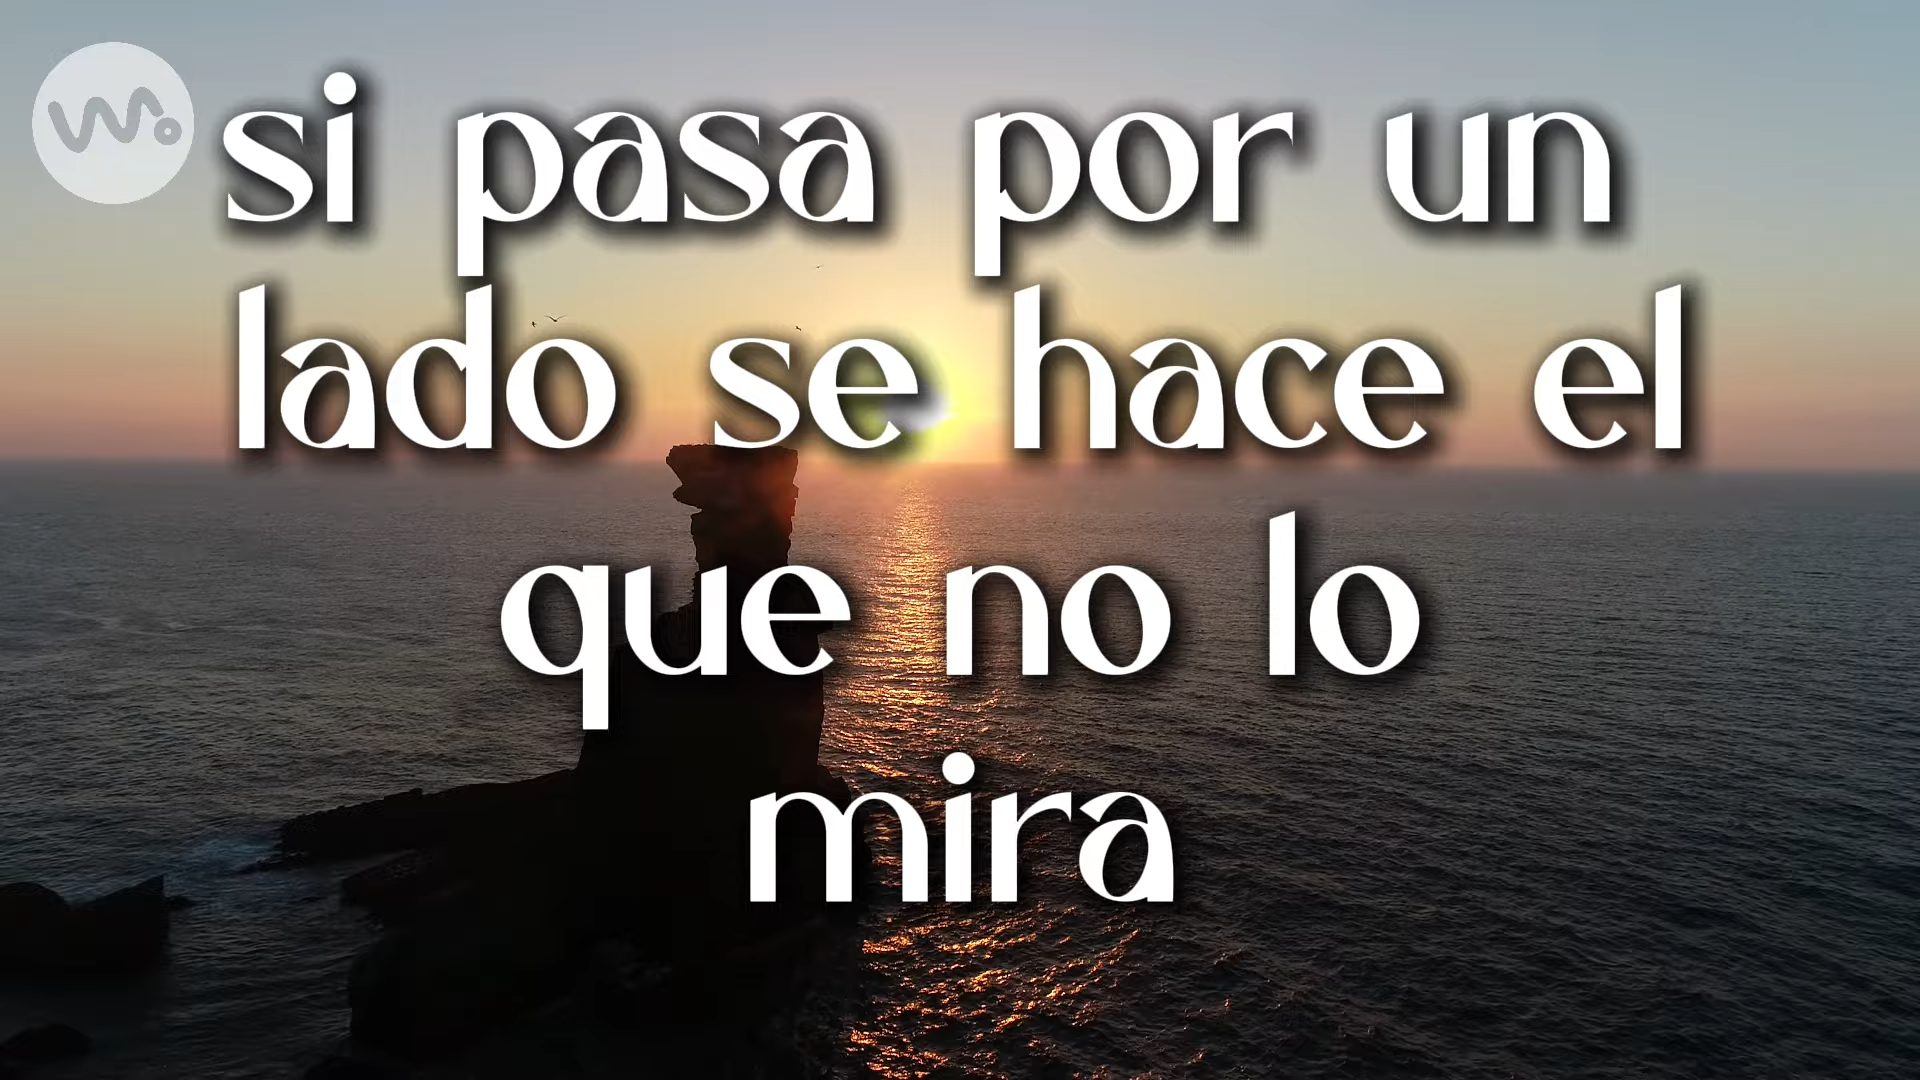 si pasa por un
lado se hace el
que no lo
mira